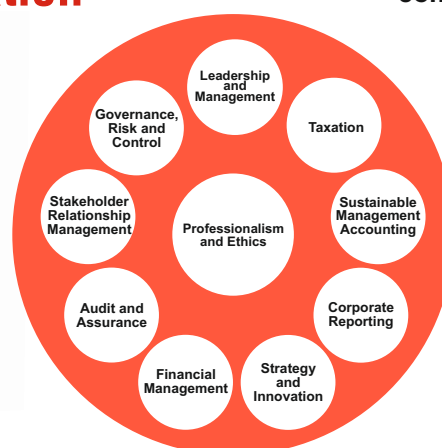 Leadership
and
Management
Taxation
Sustainable
Management
Accounting
Corporate
Reporting
Strategy
and
Innovation
Financial
Management
Audit and
Assurance
Stakeholder
Relationship
Management
Governance,
Risk and
Control
Professionalism
and Ethics